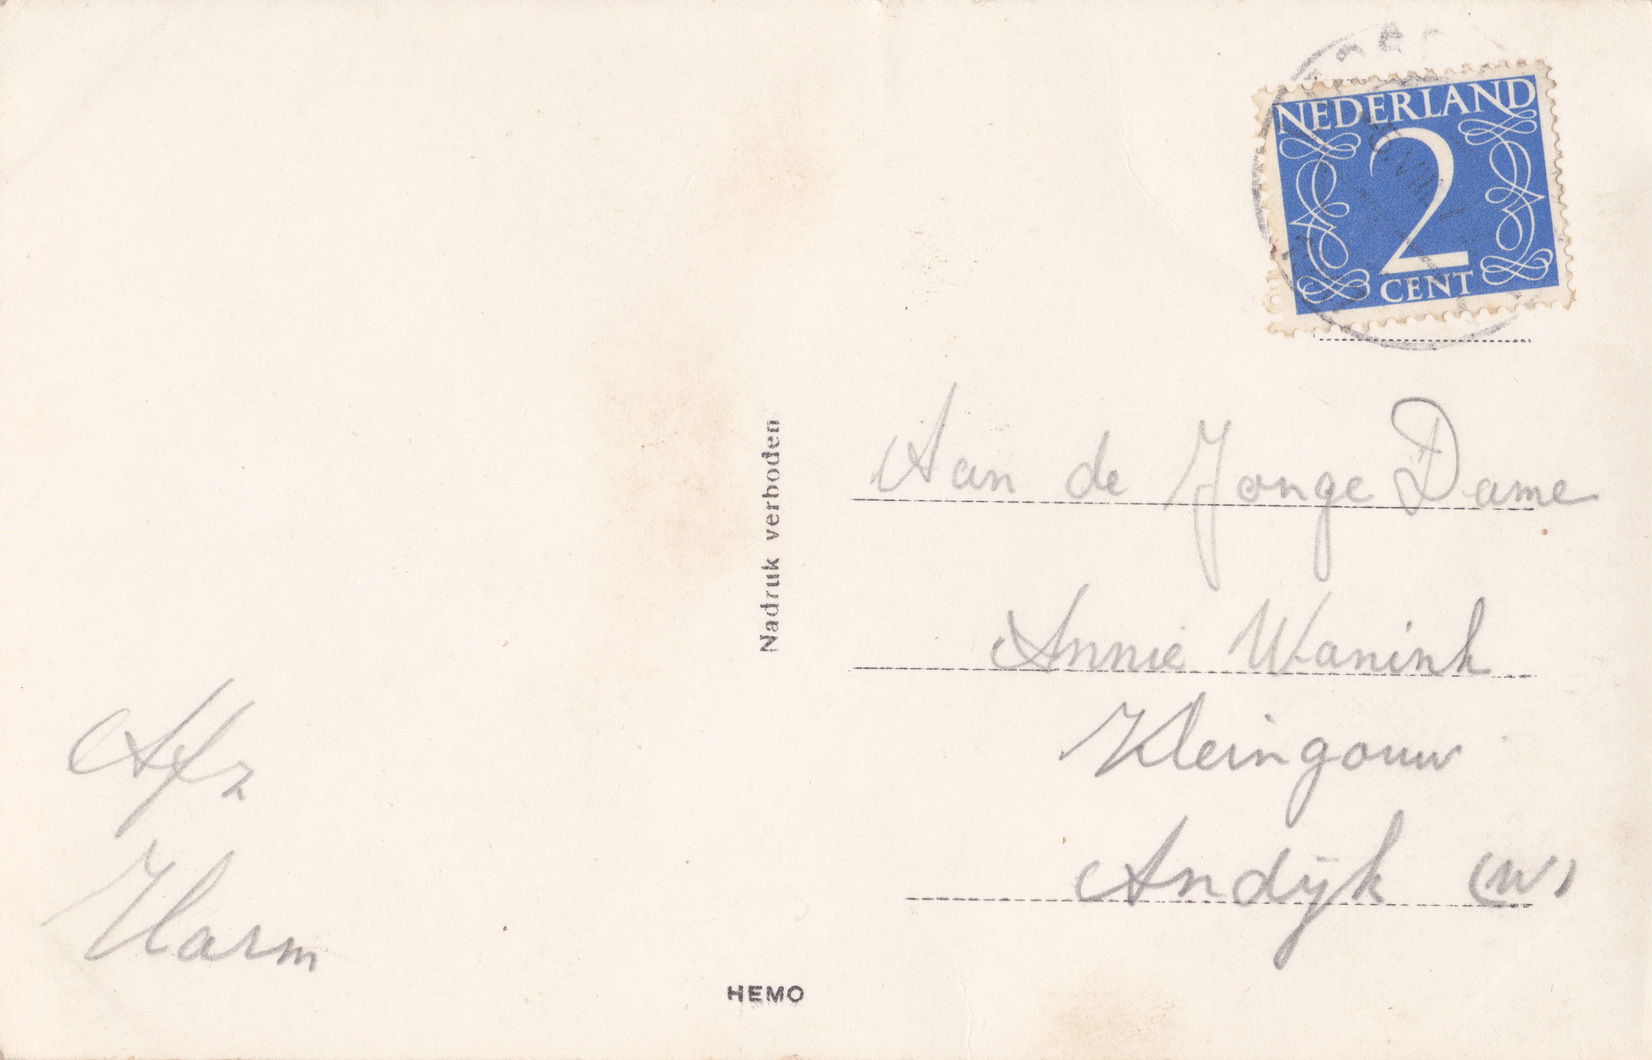 NEDERLAND
2
CENT
Aan de Jonge Dame
Annie Wanink
Kleingouw
Andijk (W)
Nadruk verboden
Afz
Harm
HEMO